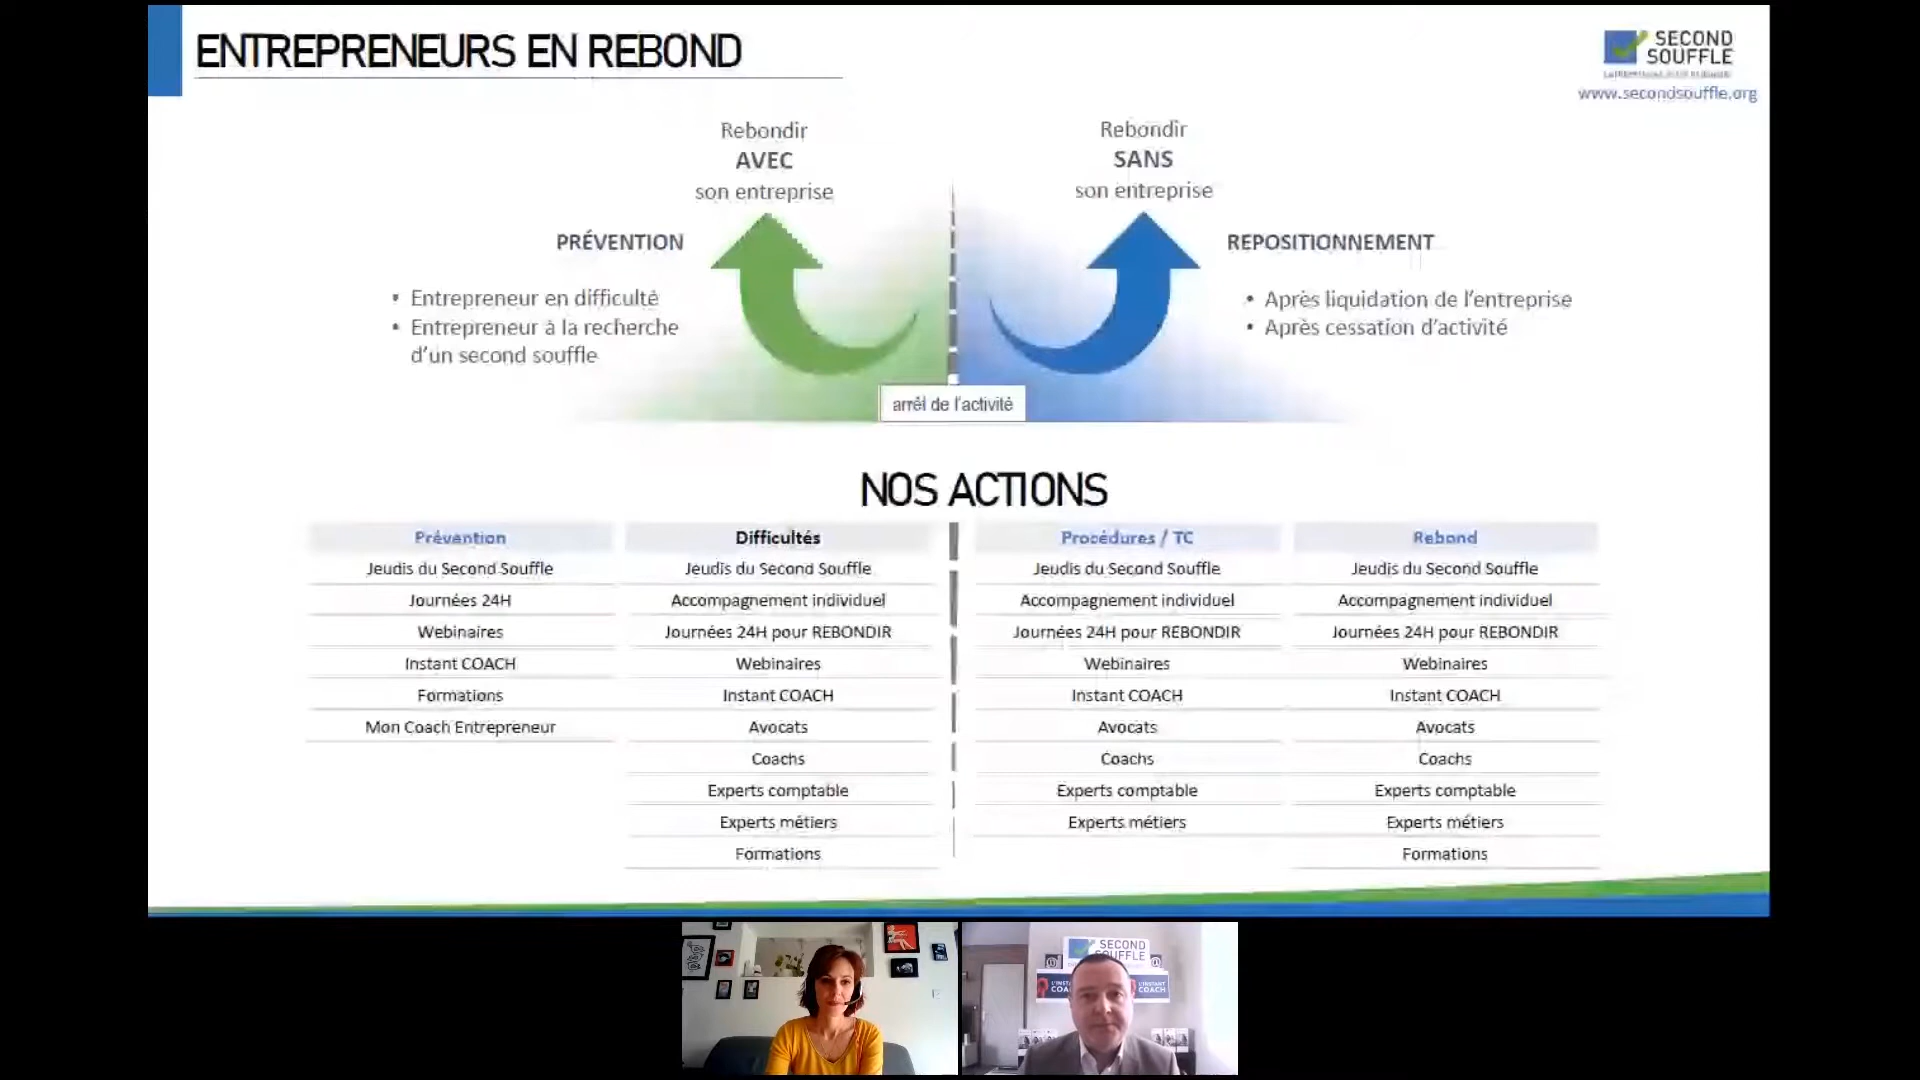 ENTREPRENEURS EN REBOND
SECOND
SOUFFLE
www.secondsouffle.org
Rebondir
AVEC
son entreprise
Rebondir
SANS
son entreprise
PRÉVENTION
• Entrepreneur en difficulté
• Entrepreneur à la recherche
d'un second souffle
REPOSITIONNEMENT
• Après liquidation de l'entreprise
• Après cessation d'activité
arrêt de l'activité
NOS ACTIONS
Prévention
Jeudis du Second Souffle
Journées 24H
Webinaires
Instant COACH
Formations
Mon Coach Entrepreneur
Difficultés
Jeudis du Second Souffle
Accompagnement individuel
Journées 24H pour REBONDIR
Webinaires
Instant COACH
Avocats
Coachs
Experts comptable
Experts métiers
Formations
Procédures / TC
Jeudis du Second Souffle
Accompagnement individuel
Journées 24H pour REBONDIR
Webinaires
Instant COACH
Avocats
Coachs
Experts comptable
Experts métiers
Rebond
Jeudis du Second Souffle
Accompagnement individuel
Journées 24H pour REBONDIR
Webinaires
Instant COACH
Avocats
Coachs
Experts comptable
Experts métiers
Formations
SECOND
SOUFFLE
L'INSTANT
COACH